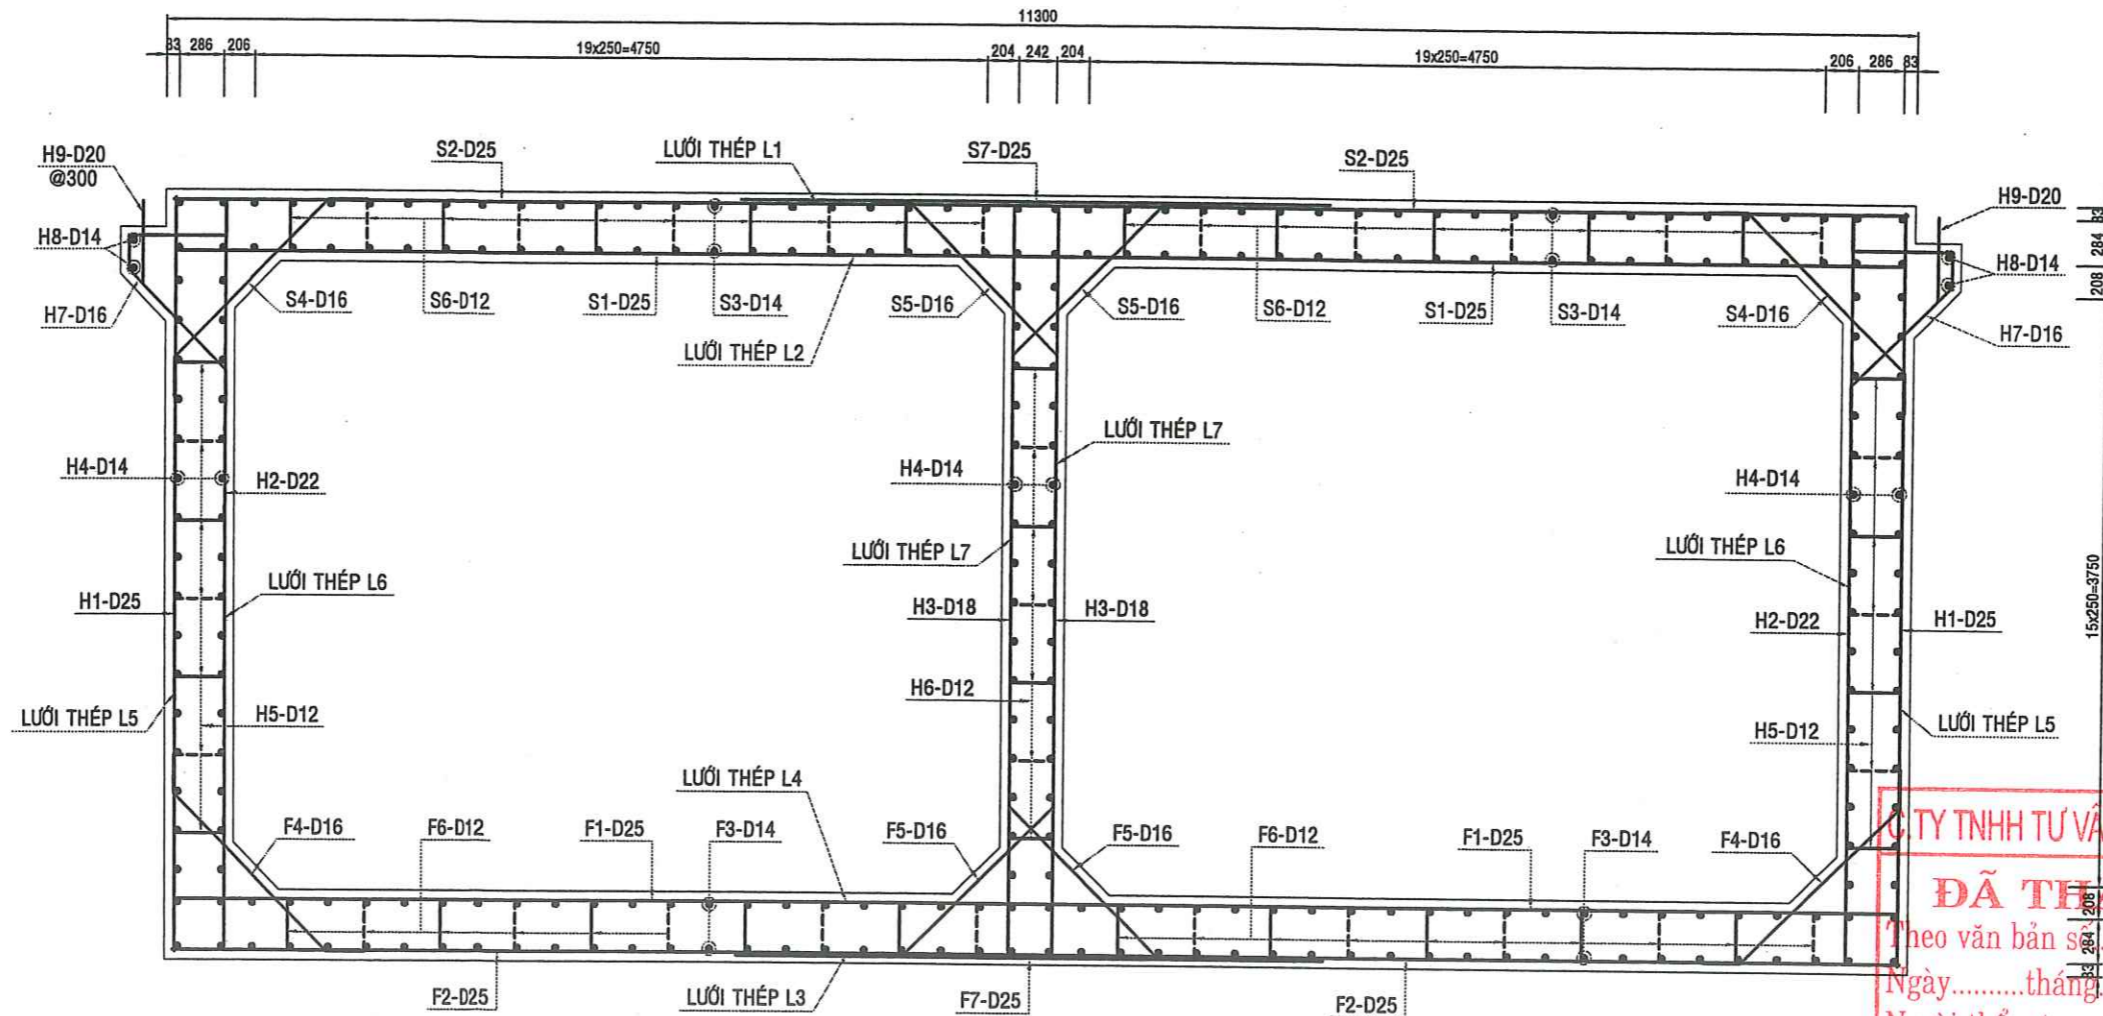 11300
83 286 206 19x250=4750 204 242 204 19x250=4750 206 286 83
H9-D20
@300
S2-D25
LƯỚI THÉP L1
S7-D25
S2-D25
H9-D20
H8-D14
H7-D16
S4-D16
S6-D12
S1-D25
S3-D14
LƯỚI THÉP L2
S5-D16
S5-D16
S6-D12
S1-D25
S3-D14
S4-D16
H8-D14
H7-D16
83
284
208
H4-D14
H2-D22
LƯỚI THÉP L7
H4-D14
H4-D14
LƯỚI THÉP L7
LƯỚI THÉP L6
LƯỚI THÉP L6
H1-D25
H3-D18
H3-D18
H2-D22
H1-D25
15x250=3750
H6-D12
LƯỚI THÉP L5
H5-D12
H5-D12
LƯỚI THÉP L5
LƯỚI THÉP L4
F4-D16
F6-D12
F1-D25
F3-D14
F5-D16
F5-D16
F6-D12
F1-D25
F3-D14
F4-D16
C.TY TNHH TƯ VẤ
ĐÃ TH
Theo văn bản số
Ngày..........tháng
208
284
83
F2-D25
LƯỚI THÉP L3
F7-D25
F2-D25